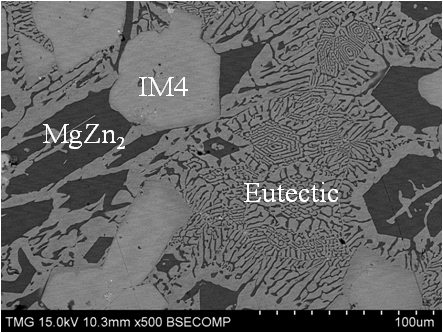 IM4
MgZn₂
Eutectic
TMG 15.0kV 10.3mm x500 BSECOMP 100um